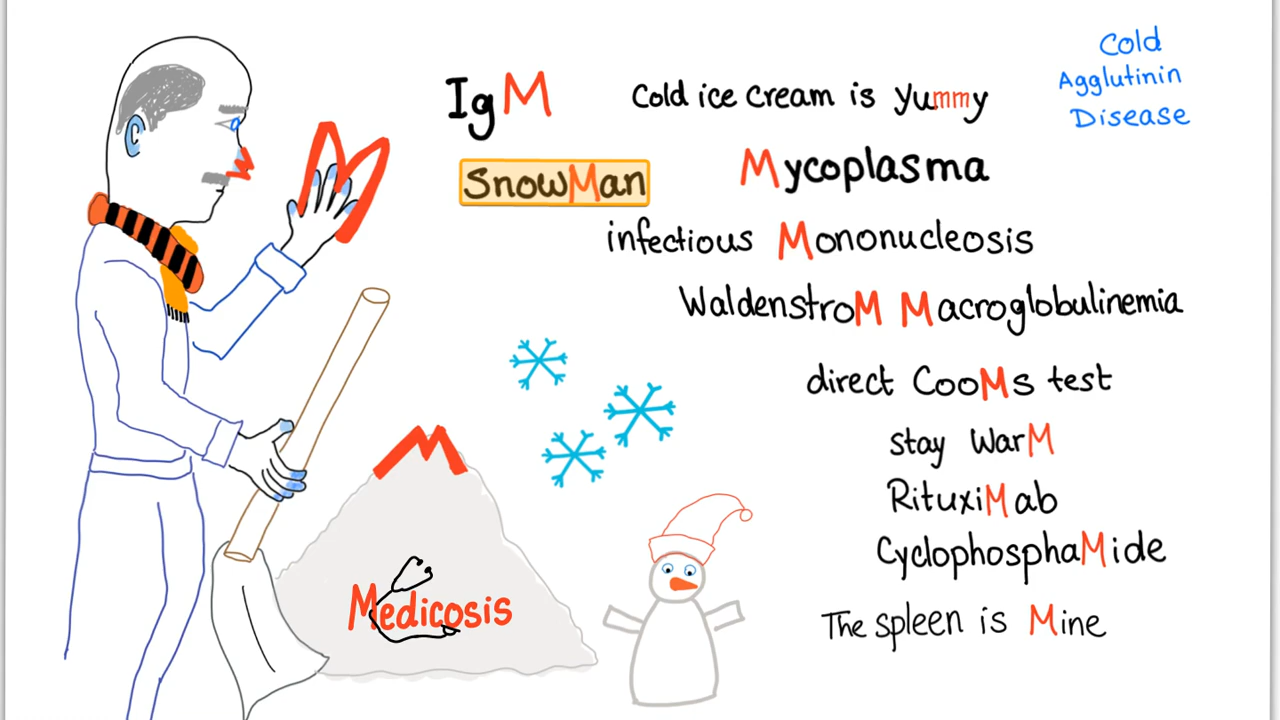 IgM
Cold ice cream is yummy
Cold
Agglutinin
Disease
SnowMan
Mycoplasma
infectious Mononucleosis
WaldenstroM Macroglobulinemia
direct CooMs test
stay warM
RituxiMab
CyclophosphaMide
The spleen is Mine
M
M
Medicosis